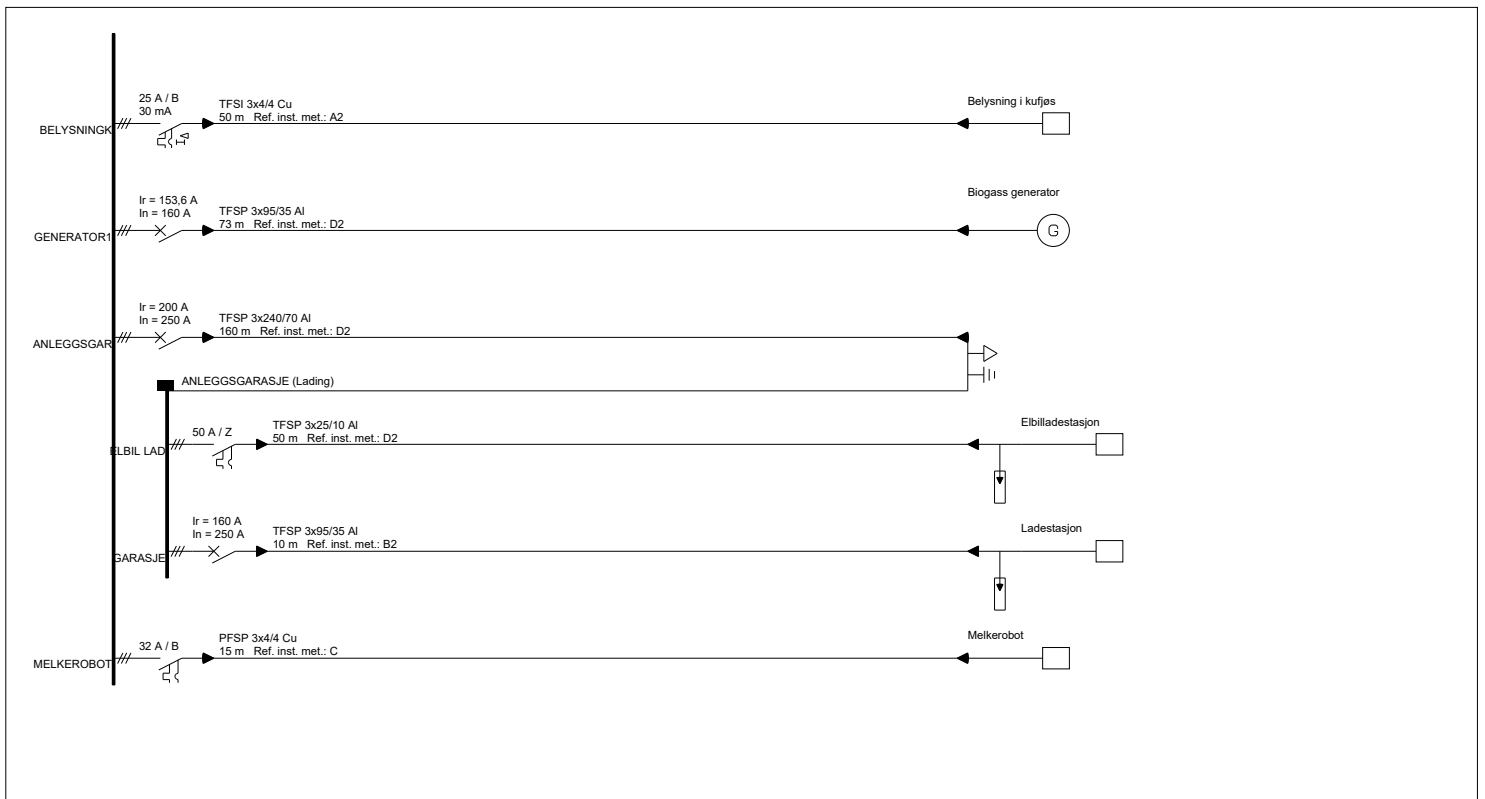 25 A / B
30 mA
TFSI 3x4/4 Cu
50 m Ref. inst. met.: A2
Belysning i kufjøs
BELYSNINGK
Ir = 153,6 A
In = 160 A
TFSP 3x95/35 Al
73 m Ref. inst. met.: D2
Biogass generator
G
GENERATOR1
Ir = 200 A
In = 250 A
TFSP 3x240/70 Al
160 m Ref. inst. met.: D2
ANLEGGSGAR
ANLEGGSGARASJE (Lading)
50 A / Z
TFSP 3x25/10 Al
50 m Ref. inst. met.: D2
Elbilladestasjon
ELBIL LAD
Ir = 160 A
In = 250 A
TFSP 3x95/35 Al
10 m Ref. inst. met.: B2
Ladestasjon
GARASJE
32 A / B
PFSP 3x4/4 Cu
15 m Ref. inst. met.: C
Melkerobot
MELKEROBOT